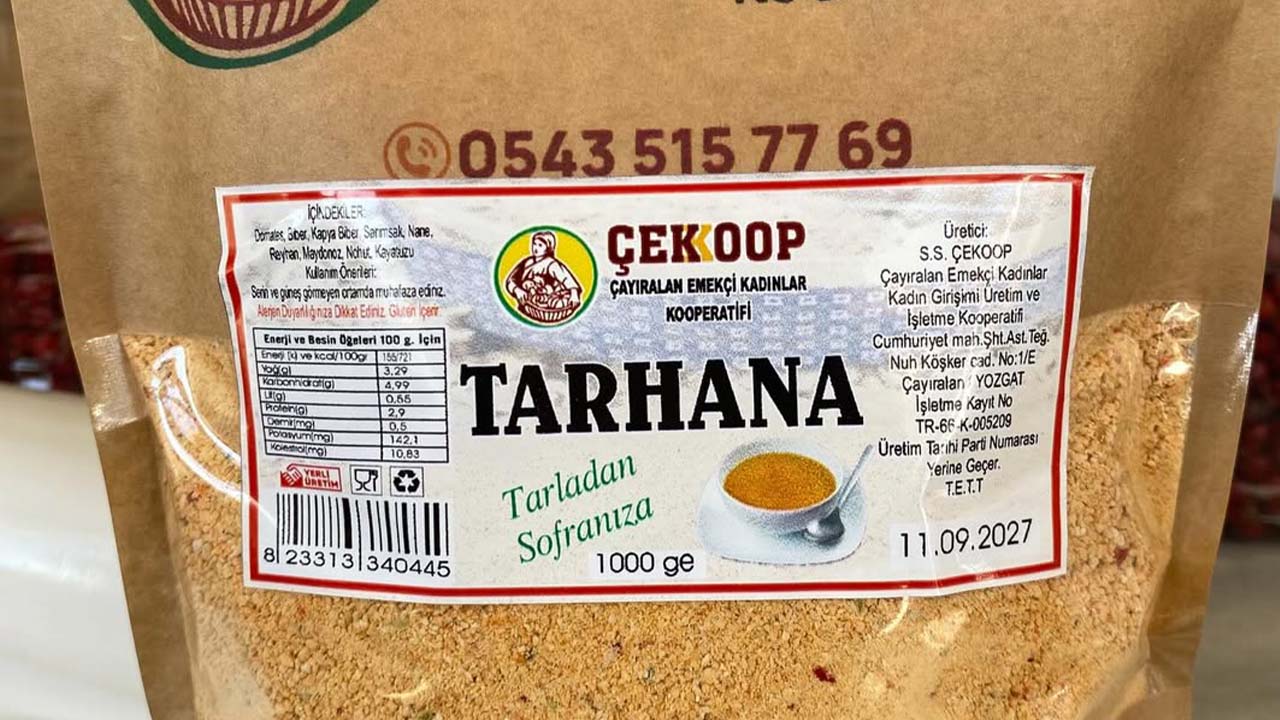 0543 515 77 69
İÇİNDEKİLER:
Domates, Biber, Kapya Biber, Sarımsak, Nane,
Reyhan, Maydonoz, Nohut, Kayatuzu
Kullanım Önerileri:
Serin ve güneş görmeyen ortamda muhafaza ediniz.
Alerjen Duyarlılığınıza Dikkat Ediniz. Gluten İçerir.
Enerji ve Besin Ögeleri 100 g. İçin
Enerji (kj ve kcal/100gr 155/721
Yağ(g) 3,29
Karbonhidrat(g) 4,99
Lif(g) 0,55
Protein(g) 2,9
Demir(mg) 0,5
Potasyum(mg) 142,1
Kolestrol(mg) 10,83
YERLİ
ÜRETİM
8 23313 340445
ÇEKKOOP
ÇAYIRALAN EMEKÇİ KADINLAR
KOOPERATİFİ
TARHANA
Tarladan
Sofranıza
1000 ge
Üretici:
S.S. ÇEKOOP
Çayıralan Emekçi Kadınlar
Kadın Girişimi Üretim ve
İşletme Kooperatifi
Cumhuriyet mah.Şht.Ast.Teğ.
Nuh Köşker cad. No:1/E
Çayıralan / YOZGAT
İşletme Kayıt No
TR-66-K-005209
Üretim Tarihi Parti Numarası
Yerine Geçer.
T.E.T.T
11.09.2027